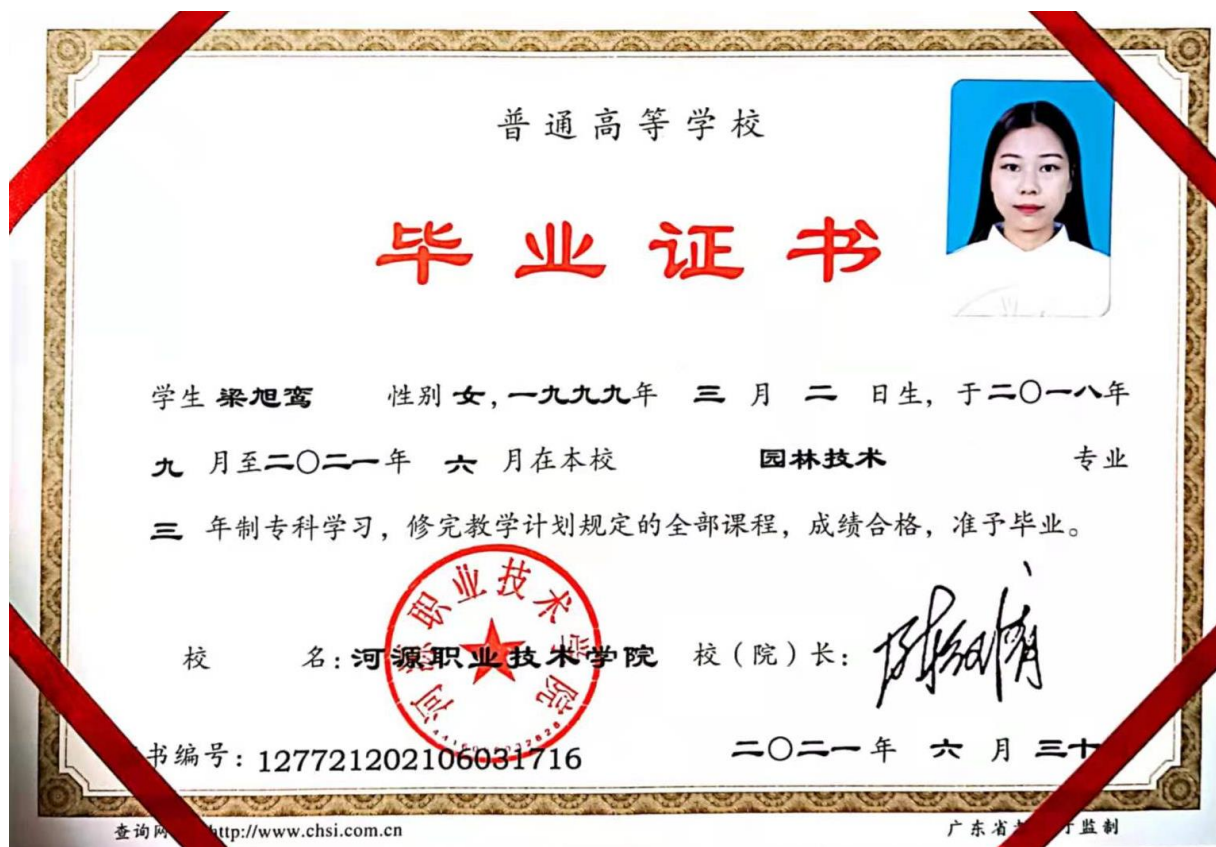 普通高等学校
毕业证书
学生 梁旭鸾 性别 女，一九九九年 三 月 二 日生，于二〇一八年
九 月至二〇二一年 六 月在本校 园林技术 专业
三 年制专科学习，修完教学计划规定的全部课程，成绩合格，准予毕业。
河源职业技术学院
校 名：河源职业技术学院 校（院）长：
书编号：127721202106031716 二〇二一年 六 月 三十
查询网 http://www.chsi.com.cn 广东省 厅监制